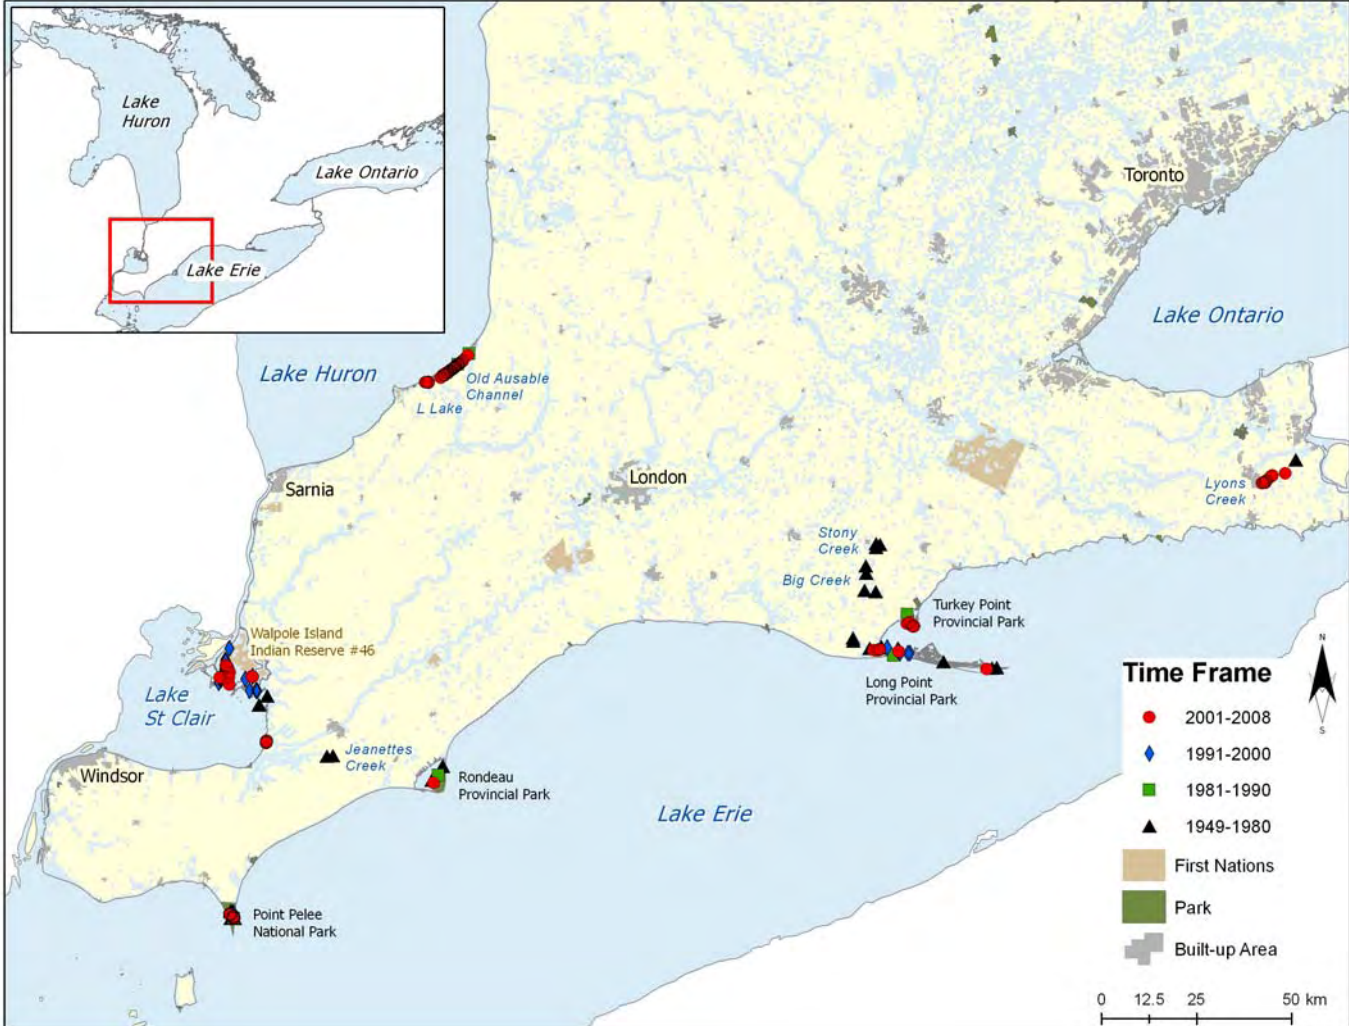 Lake
Huron
Lake Ontario
Lake Erie
Toronto
Lake Ontario
Lake Huron
Old Ausable
Channel
L Lake
London
Sarnia
Lyons
Creek
Stony
Creek
Big Creek
Turkey Point
Provincial Park
Walpole Island
Indian Reserve #46
Long Point
Provincial Park
Lake
St Clair
Jeanettes
Creek
Windsor
Rondeau
Provincial Park
Lake Erie
Point Pelee
National Park
N
S
Time Frame
2001-2008
1991-2000
1981-1990
1949-1980
First Nations
Park
Built-up Area
0 12.5 25 50 km